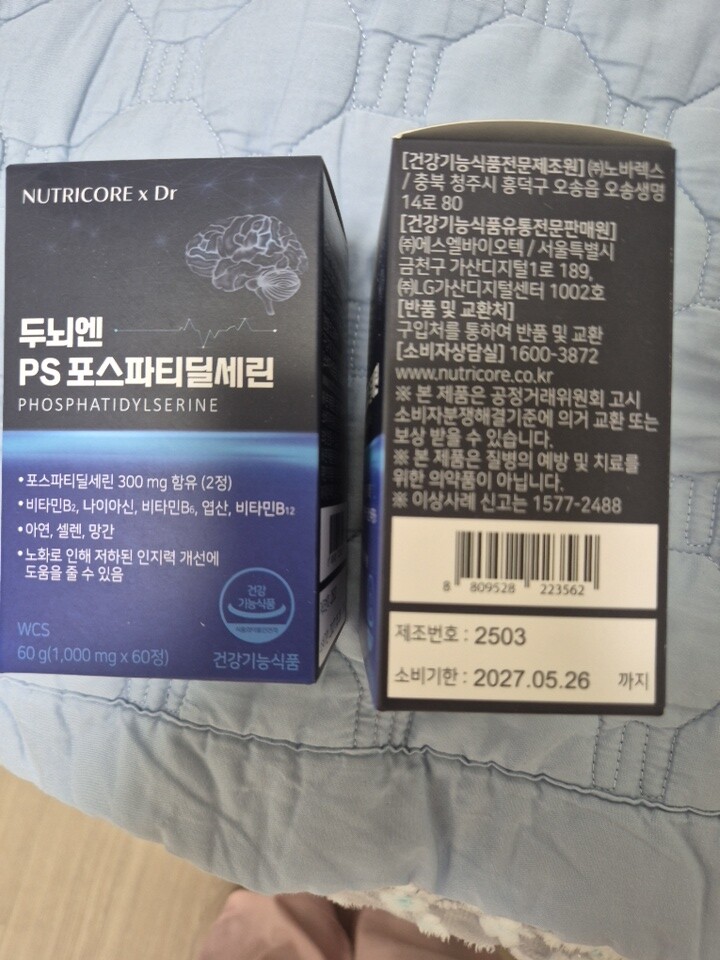 NUTRICORE x Dr
두뇌엔
PS 포스파티딜세린
PHOSPHATIDYLSERINE
• 포스파티딜세린 300 mg 함유 (2정)
• 비타민B₂, 나이아신, 비타민B₆, 엽산, 비타민B₁₂
• 아연, 셀렌, 망간
• 노화로 인해 저하된 인지력 개선에
도움을 줄 수 있음
건강
기능식품
WCS
60 g(1,000 mg x 60정)
건강기능식품
[건강기능식품전문제조원] ㈜노바렉스
/ 충북 청주시 흥덕구 오송읍 오송생명
14로 80
[건강기능식품유통전문판매원]
㈜에스엘바이오텍 / 서울특별시
금천구 가산디지털1로 189,
㈜LG가산디지털센터 1002호
[반품 및 교환처]
구입처를 통하여 반품 및 교환
[소비자상담실] 1600-3872
www.nutricore.co.kr
※ 본 제품은 공정거래위원회 고시
소비자분쟁해결기준에 의거 교환 또는
보상 받을 수 있습니다.
※ 본 제품은 질병의 예방 및 치료를
위한 의약품이 아닙니다.
※ 이상사례 신고는 1577-2488
8 809528 223562
제조번호 : 2503
소비기한 : 2027.05.26 까지